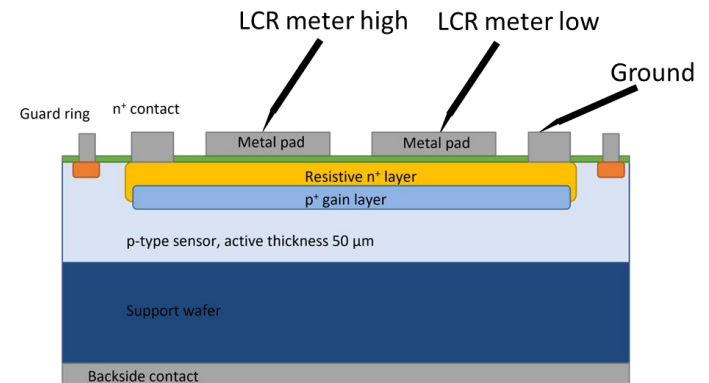 LCR meter high
LCR meter low
Ground
Guard ring
n⁺ contact
Metal pad
Metal pad
Resistive n⁺ layer
p⁺ gain layer
p-type sensor, active thickness 50 µm
Support wafer
Backside contact